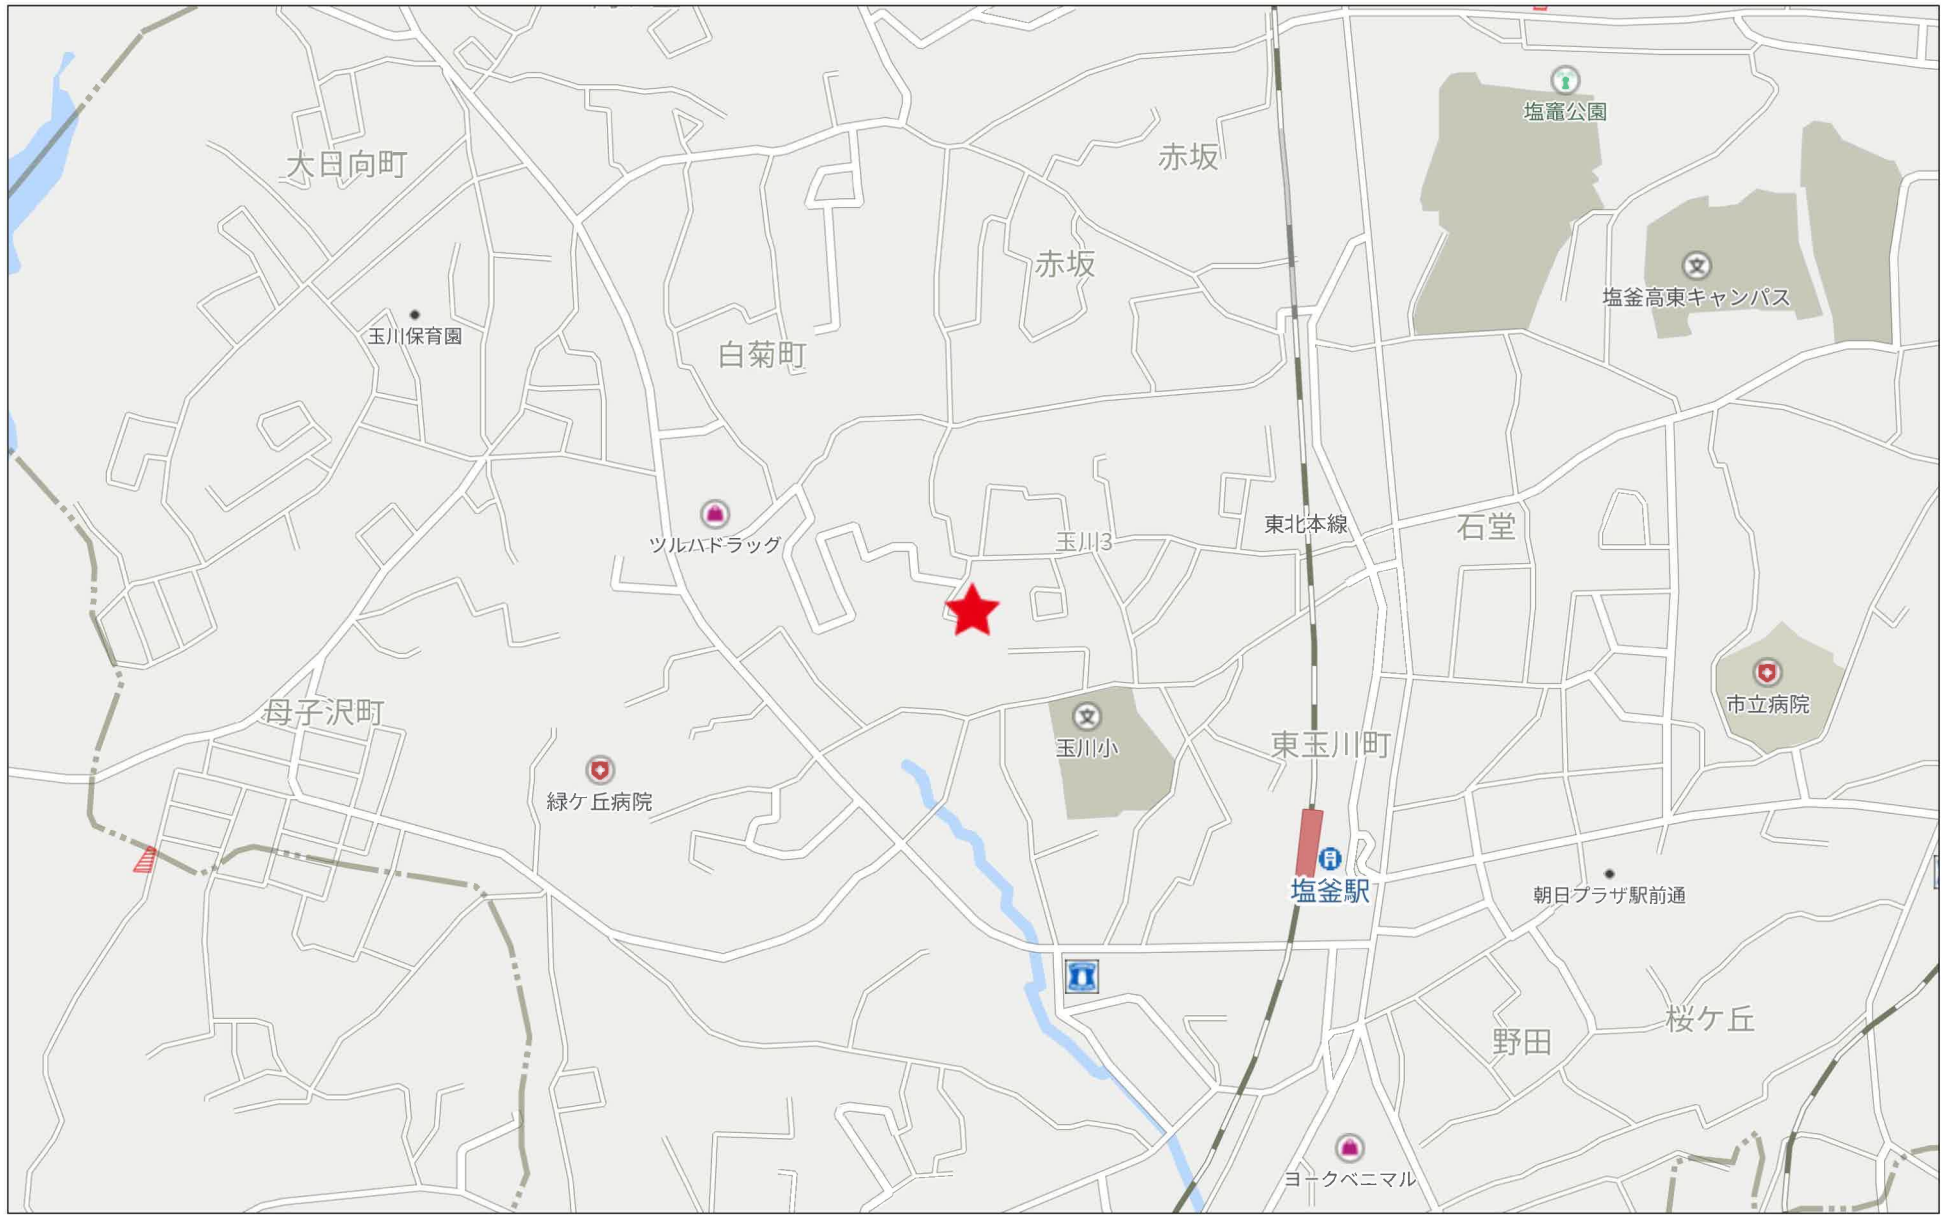 塩竈公園
大日向町
赤坂
赤坂
塩釜高東キャンパス
玉川保育園
白菊町
ツルハドラッグ
玉川3
東北本線
石堂
母子沢町
市立病院
玉川小
東玉川町
緑ケ丘病院
塩釜駅
朝日プラザ駅前通
桜ケ丘
野田
ヨークベニマル